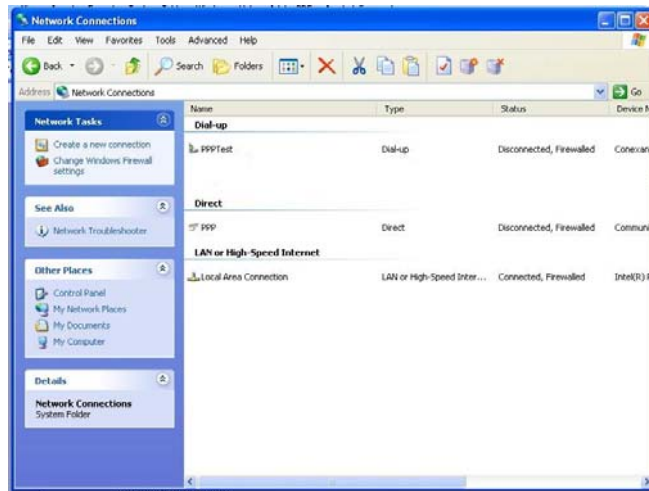 Network Connections
File Edit View Favorites Tools Advanced Help
Back Search Folders
Address Network Connections Go
Network Tasks
Create a new connection
Change Windows Firewall
settings
See Also
Network Troubleshooter
Other Places
Control Panel
My Network Places
My Documents
My Computer
Details
Network Connections
System Folder
Name Type Status Device N
Dial-up
PPPTest Dial-up Disconnected, Firewalled Conexan
Direct
PPP Direct Disconnected, Firewalled Communi
LAN or High-Speed Internet
Local Area Connection LAN or High-Speed Inter... Connected, Firewalled Intel(R) P